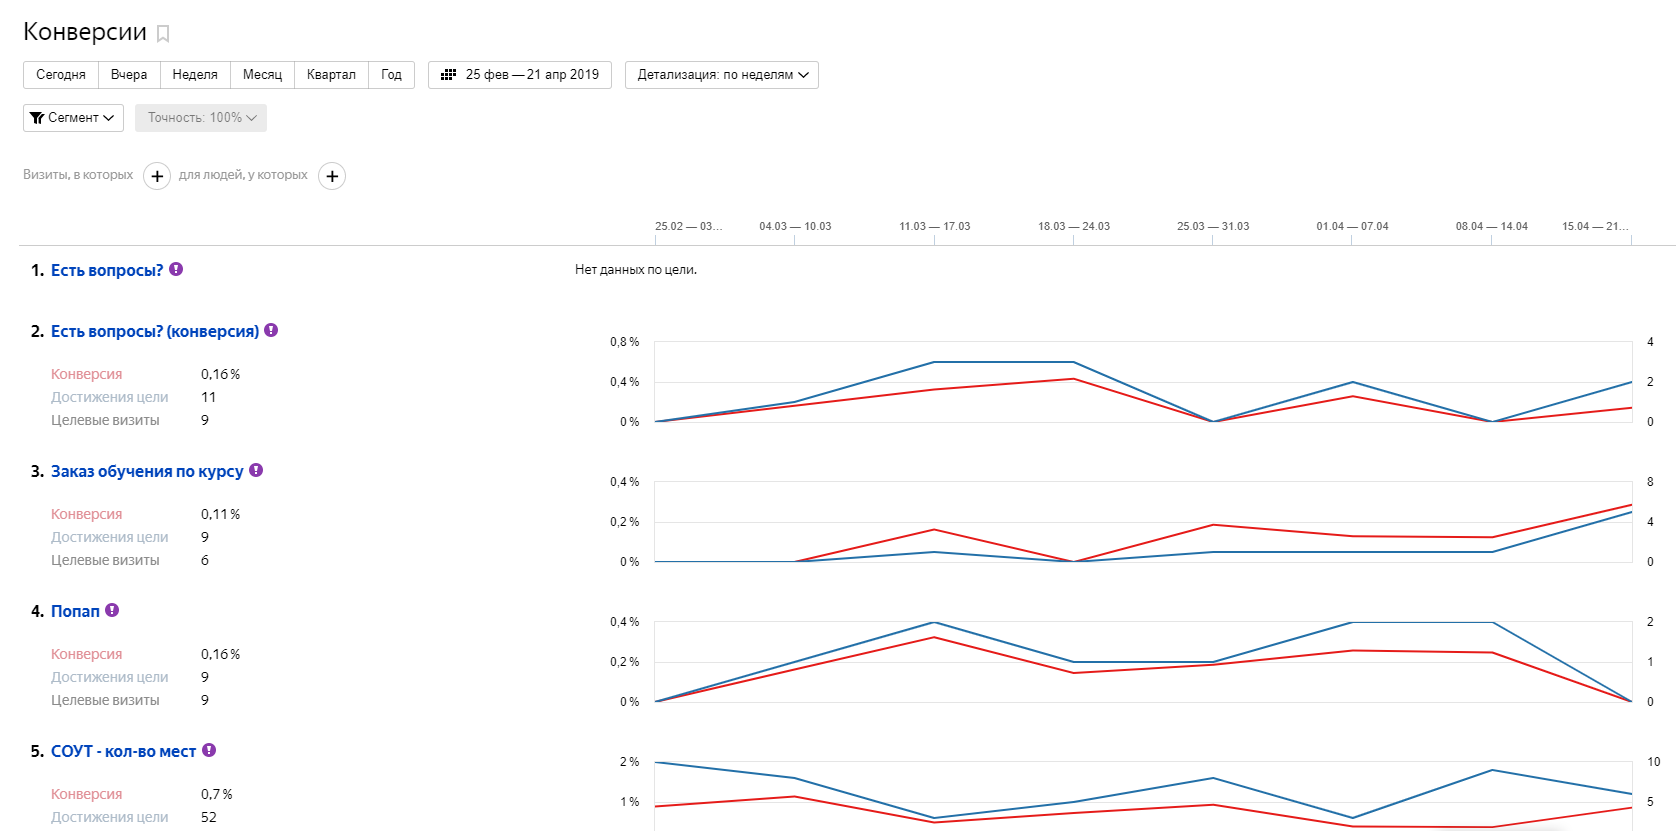 Конверсии
Сегодня Вчера Неделя Месяц Квартал Год 25 фев — 21 апр 2019 Детализация: по неделям
Сегмент Точность: 100%
Визиты, в которых + для людей, у которых +
25.02 — 03... 04.03 — 10.03 11.03 — 17.03 18.03 — 24.03 25.03 — 31.03 01.04 — 07.04 08.04 — 14.04 15.04 — 21...
1. Есть вопросы? Нет данных по цели.
2. Есть вопросы? (конверсия)
0,8 % 4
Конверсия 0,16 %
0,4 % 2
Достижения цели 11
Целевые визиты 9
0 % 0
3. Заказ обучения по курсу
0,4 % 8
Конверсия 0,11 %
0,2 % 4
Достижения цели 9
Целевые визиты 6
0 % 0
4. Попап
0,4 % 2
Конверсия 0,16 %
0,2 % 1
Достижения цели 9
Целевые визиты 9
0 % 0
5. СОУТ - кол-во мест
2 % 10
Конверсия 0,7 %
1 % 5
Достижения цели 52